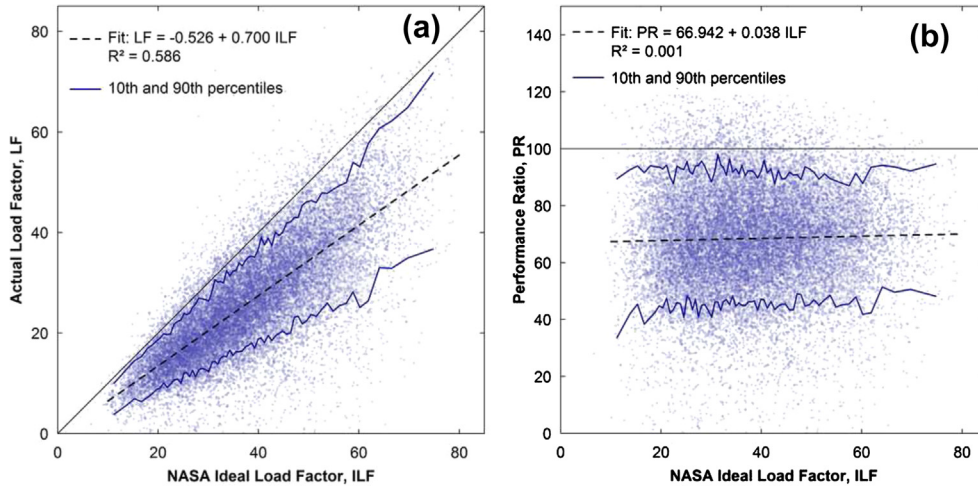 (a)
Fit: LF = -0.526 + 0.700 ILF
R² = 0.586
10th and 90th percentiles
80
60
40
20
0
Actual Load Factor, LF
0 20 40 60 80
NASA Ideal Load Factor, ILF
(b)
Fit: PR = 66.942 + 0.038 ILF
R² = 0.001
10th and 90th percentiles
140
120
100
80
60
40
20
0
Performance Ratio, PR
0 20 40 60 80
NASA Ideal Load Factor, ILF